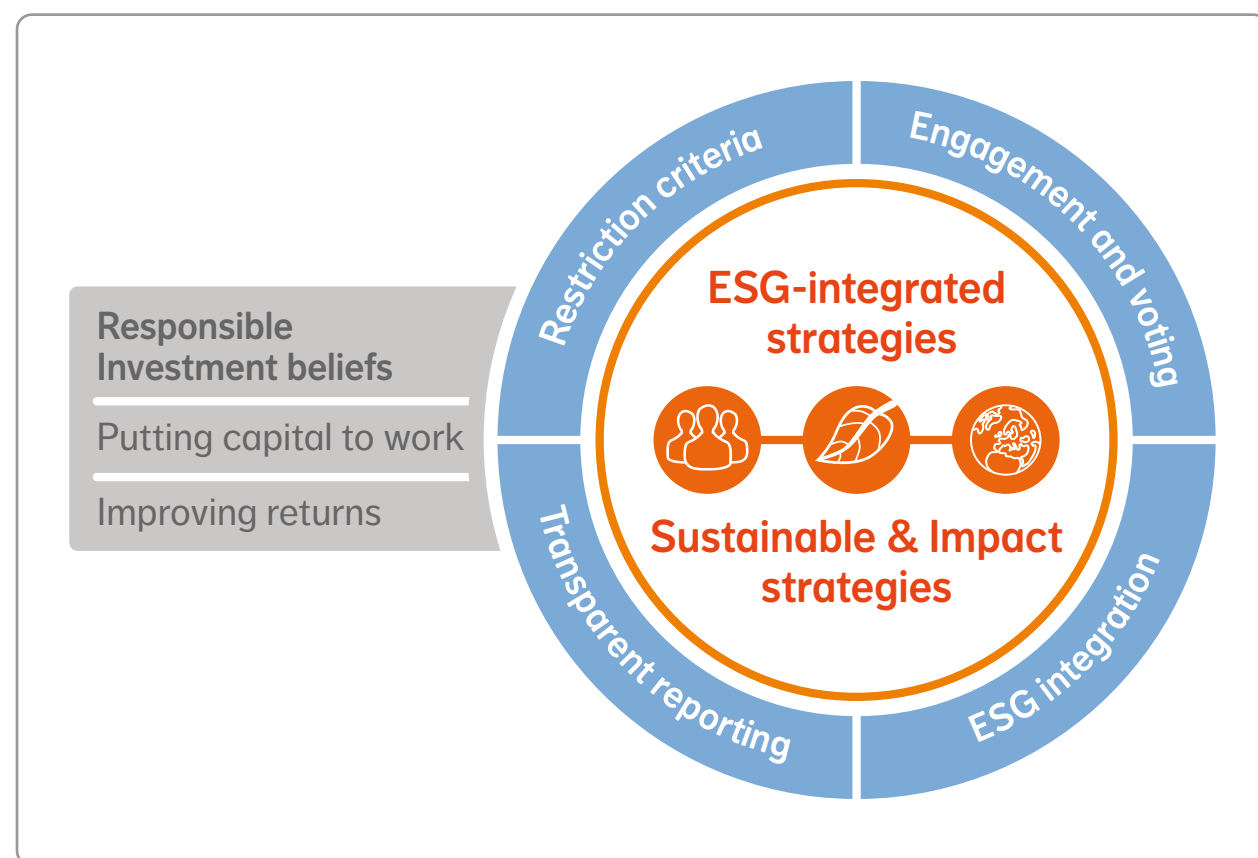 Responsible
Investment beliefs
Putting capital to work
Improving returns
Restriction criteria
Engagement and voting
ESG integration
Transparent reporting
ESG-integrated
strategies
Sustainable & Impact
strategies